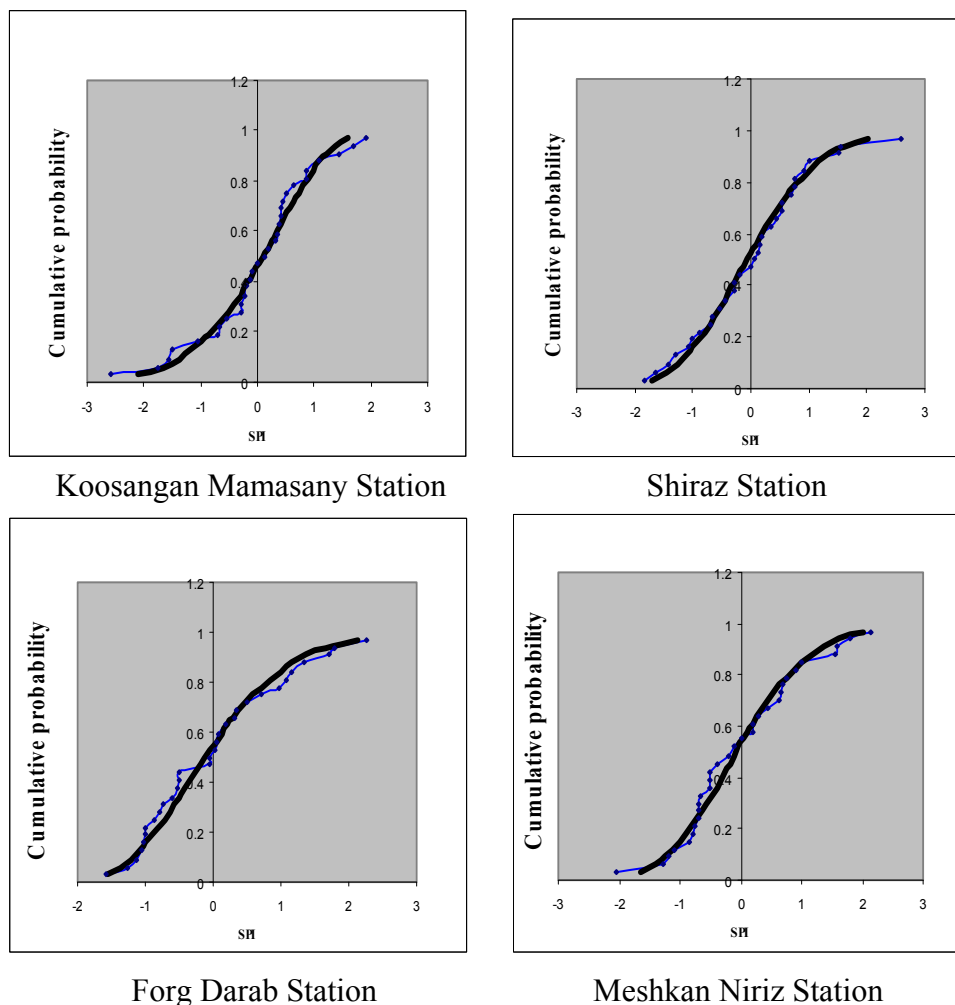 1.2
1
0.8
0.6
0.4
0.2
0
-3 -2 -1 0 1 2 3
Cumulative probability
SPI
Koosangan Mamasany Station
1.2
1
0.8
0.6
0.4
0.2
0
-3 -2 -1 0 1 2 3
Cumulative probability
SPI
Shiraz Station
1.2
1
0.8
0.6
0.4
0.2
0
-2 -1 0 1 2 3
Cumulative probability
SPI
Forg Darab Station
1.2
1
0.8
0.6
0.4
0.2
0
-3 -2 -1 0 1 2 3
Cumulative probability
SPI
Meshkan Niriz Station